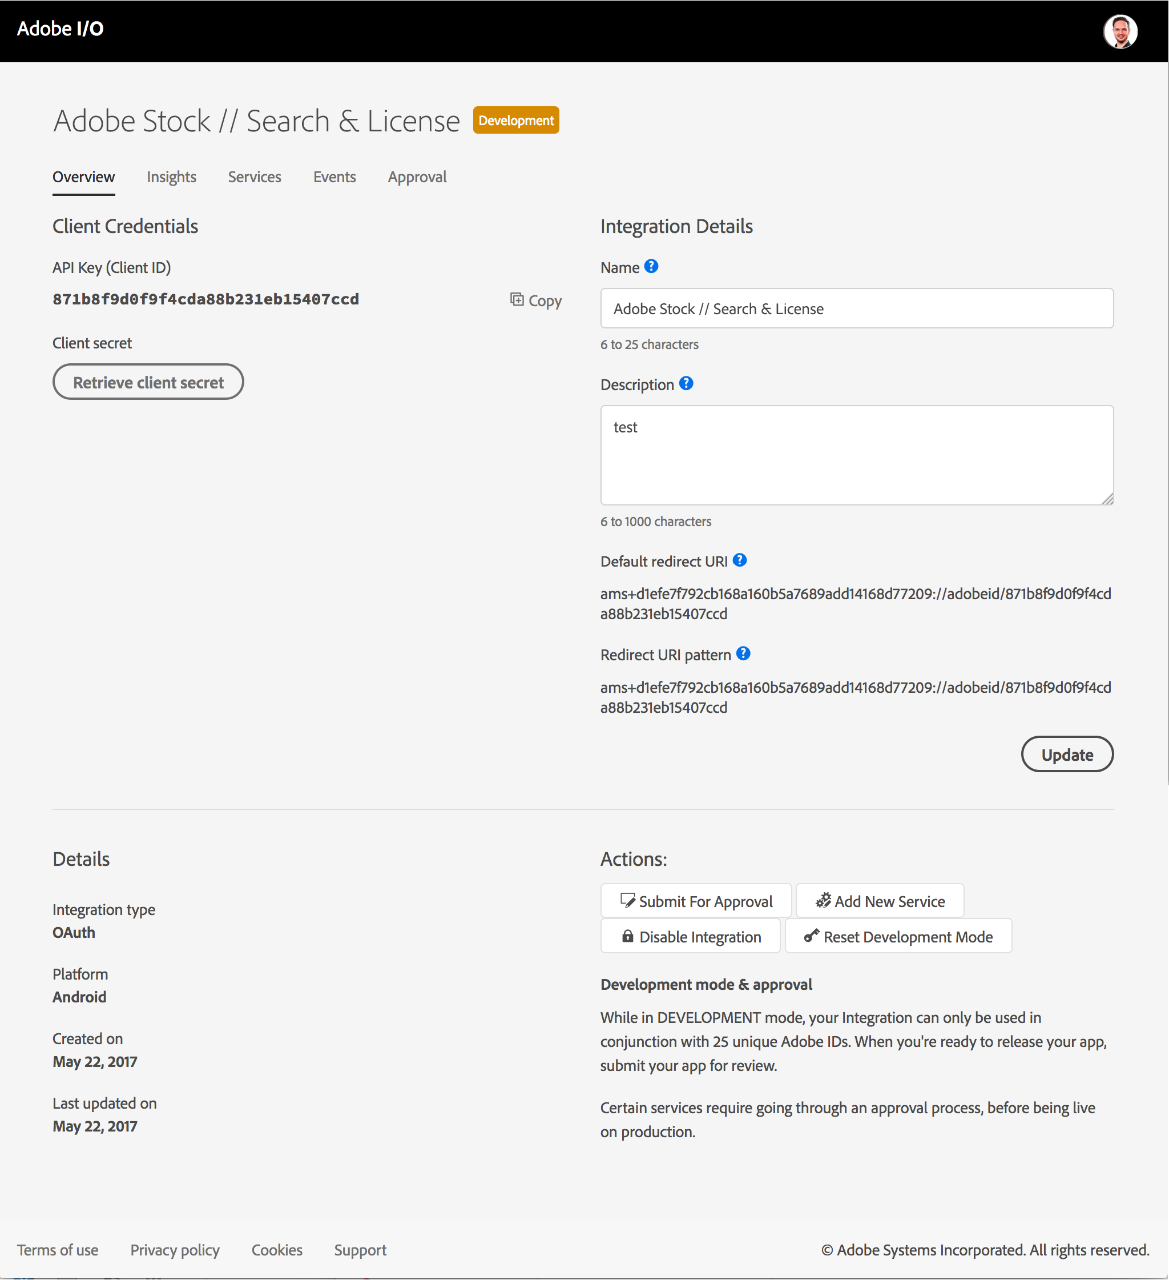 Adobe I/O
Adobe Stock // Search & License
Development
Overview
Insights
Services
Events
Approval
Client Credentials
API Key (Client ID)
871b8f9d0f9f4cda88b231eb15407ccd
Copy
Client secret
Retrieve client secret
Integration Details
Name
Adobe Stock // Search & License
6 to 25 characters
Description
test
6 to 1000 characters
Default redirect URI
ams+d1efe7f792cb168a160b5a7689add14168d77209://adobeid/871b8f9d0f9f4cd
a88b231eb15407ccd
Redirect URI pattern
ams+d1efe7f792cb168a160b5a7689add14168d77209://adobeid/871b8f9d0f9f4cd
a88b231eb15407ccd
Update
Details
Integration type
OAuth
Platform
Android
Created on
May 22, 2017
Last updated on
May 22, 2017
Actions:
Submit For Approval
Add New Service
Disable Integration
Reset Development Mode
Development mode & approval
While in DEVELOPMENT mode, your Integration can only be used in
conjunction with 25 unique Adobe IDs. When you're ready to release your app,
submit your app for review.
Certain services require going through an approval process, before being live
on production.
Terms of use
Privacy policy
Cookies
Support
© Adobe Systems Incorporated. All rights reserved.